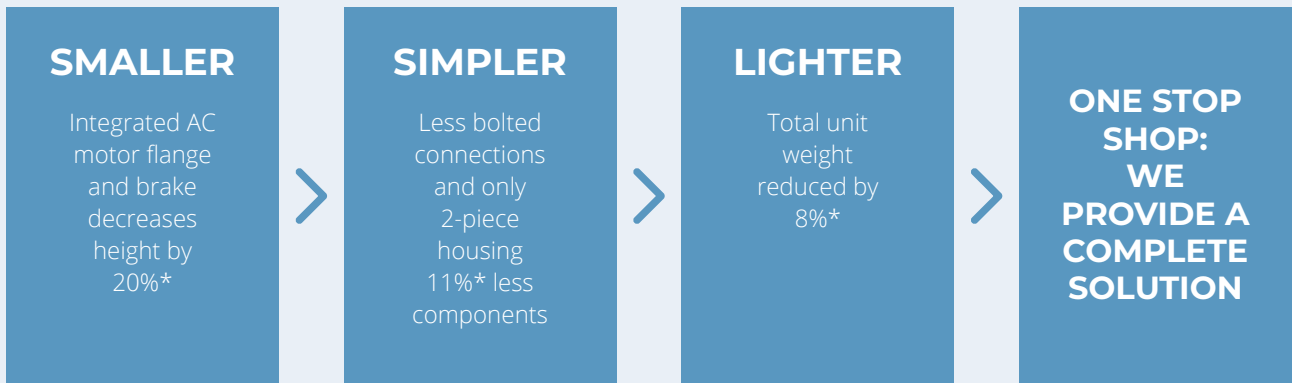 SMALLER
Integrated AC
motor flange
and brake
decreases
height by
20%*
SIMPLER
Less bolted
connections
and only
2-piece
housing
11%* less
components
LIGHTER
Total unit
weight
reduced by
8%*
ONE STOP
SHOP:
WE
PROVIDE A
COMPLETE
SOLUTION